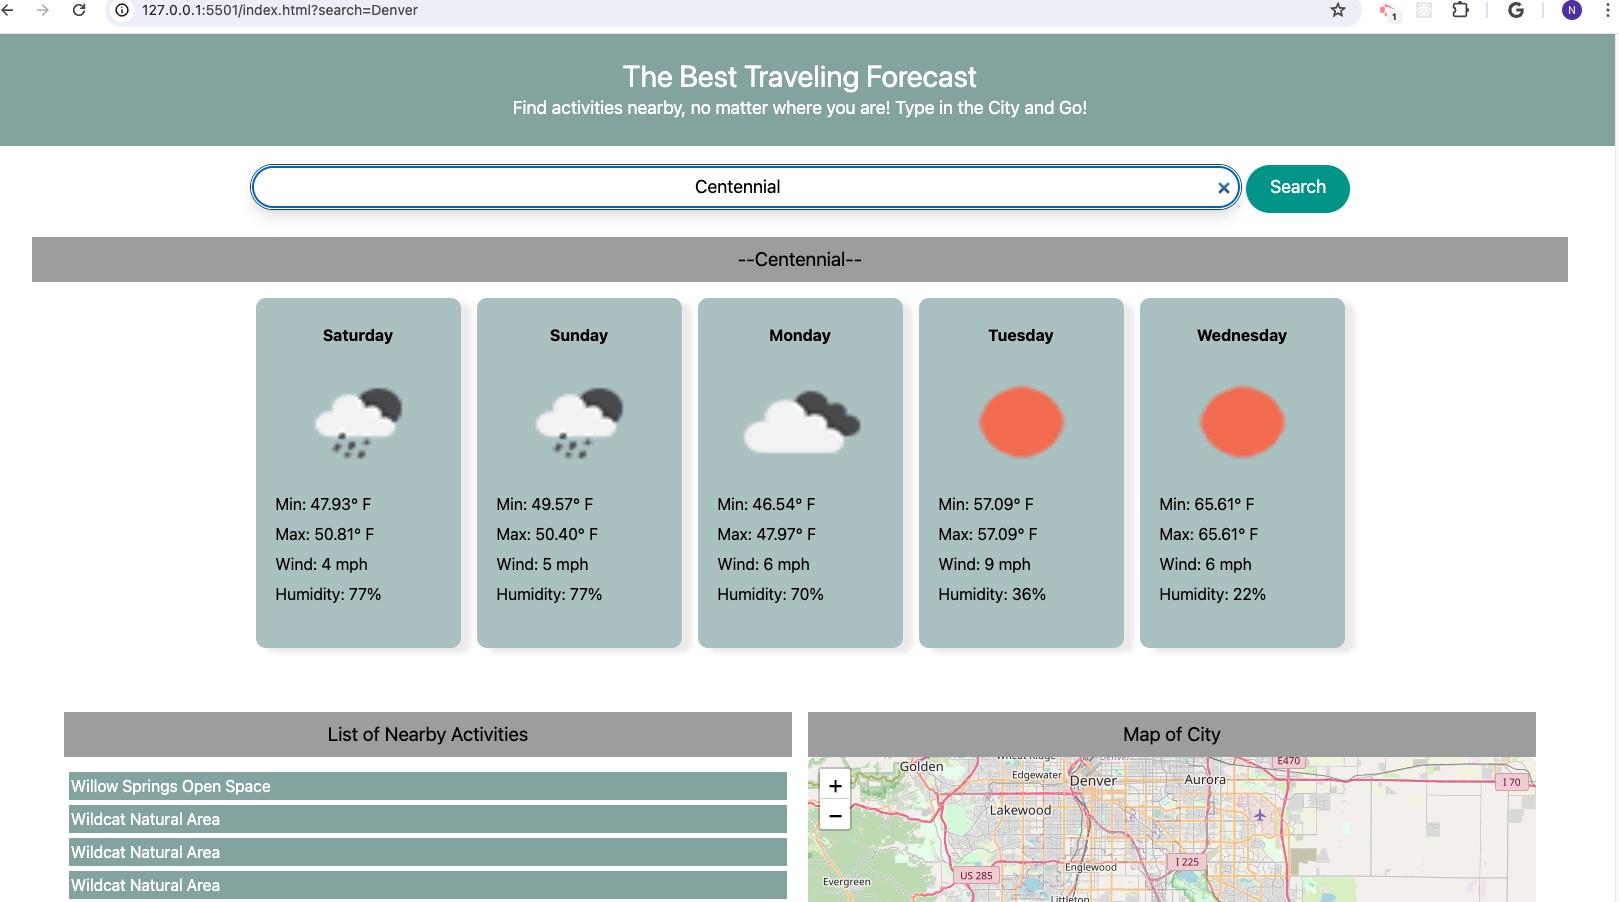 127.0.0.1:5501/index.html?search=Denver
1
N
The Best Traveling Forecast
Find activities nearby, no matter where you are! Type in the City and Go!
Centennial
Search
--Centennial--
Saturday
Min: 47.93° F
Max: 50.81° F
Wind: 4 mph
Humidity: 77%
Sunday
Min: 49.57° F
Max: 50.40° F
Wind: 5 mph
Humidity: 77%
Monday
Min: 46.54° F
Max: 47.97° F
Wind: 6 mph
Humidity: 70%
Tuesday
Min: 57.09° F
Max: 57.09° F
Wind: 9 mph
Humidity: 36%
Wednesday
Min: 65.61° F
Max: 65.61° F
Wind: 6 mph
Humidity: 22%
List of Nearby Activities
Willow Springs Open Space
Wildcat Natural Area
Wildcat Natural Area
Wildcat Natural Area
Map of City
+
−
Wheat Ridge
Denver
E470
Golden
Edgewater
Denver
Aurora
I 70
Lakewood
I 225
Englewood
US 285
Evergreen
Littleton